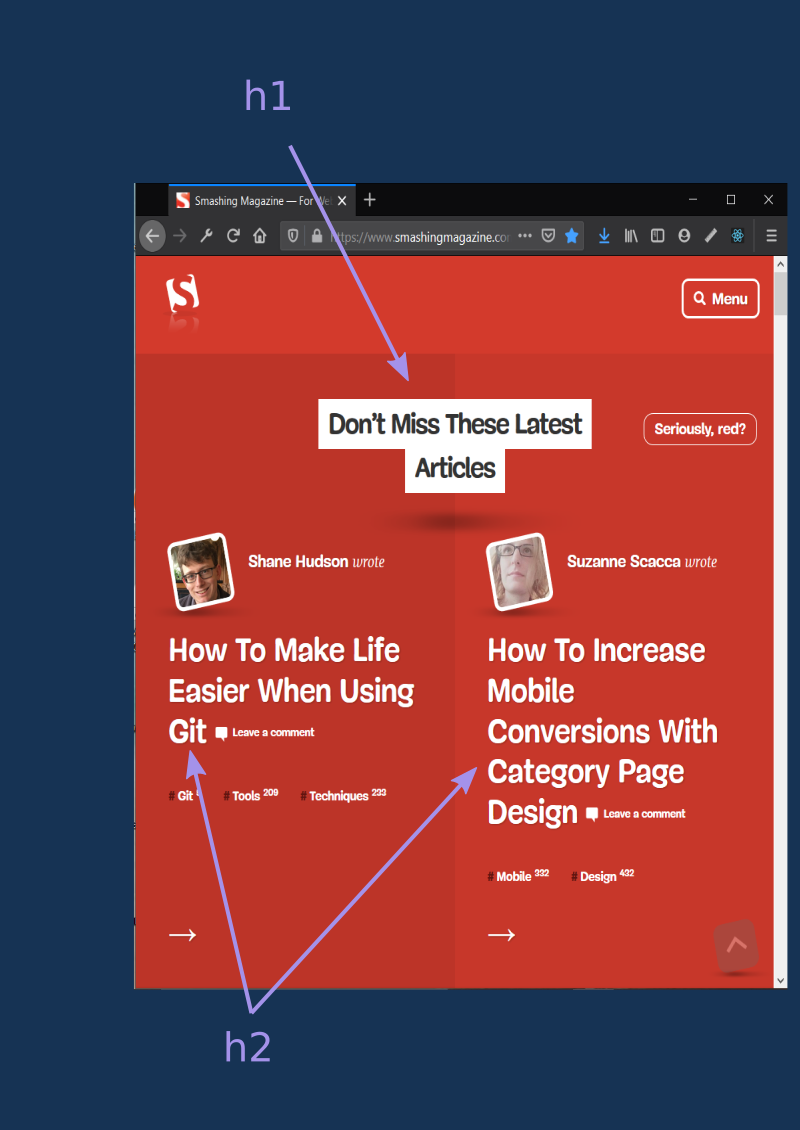 h1
Smashing Magazine — For Web
https://www.smashingmagazine.co
Menu
Don't Miss These Latest
Articles
Seriously, red?
Shane Hudson wrote
How To Make Life
Easier When Using
Git Leave a comment
# Git
# Tools 209
# Techniques 233
Suzanne Scacca wrote
How To Increase
Mobile
Conversions With
Category Page
Design Leave a comment
# Mobile 332
# Design 432
h2